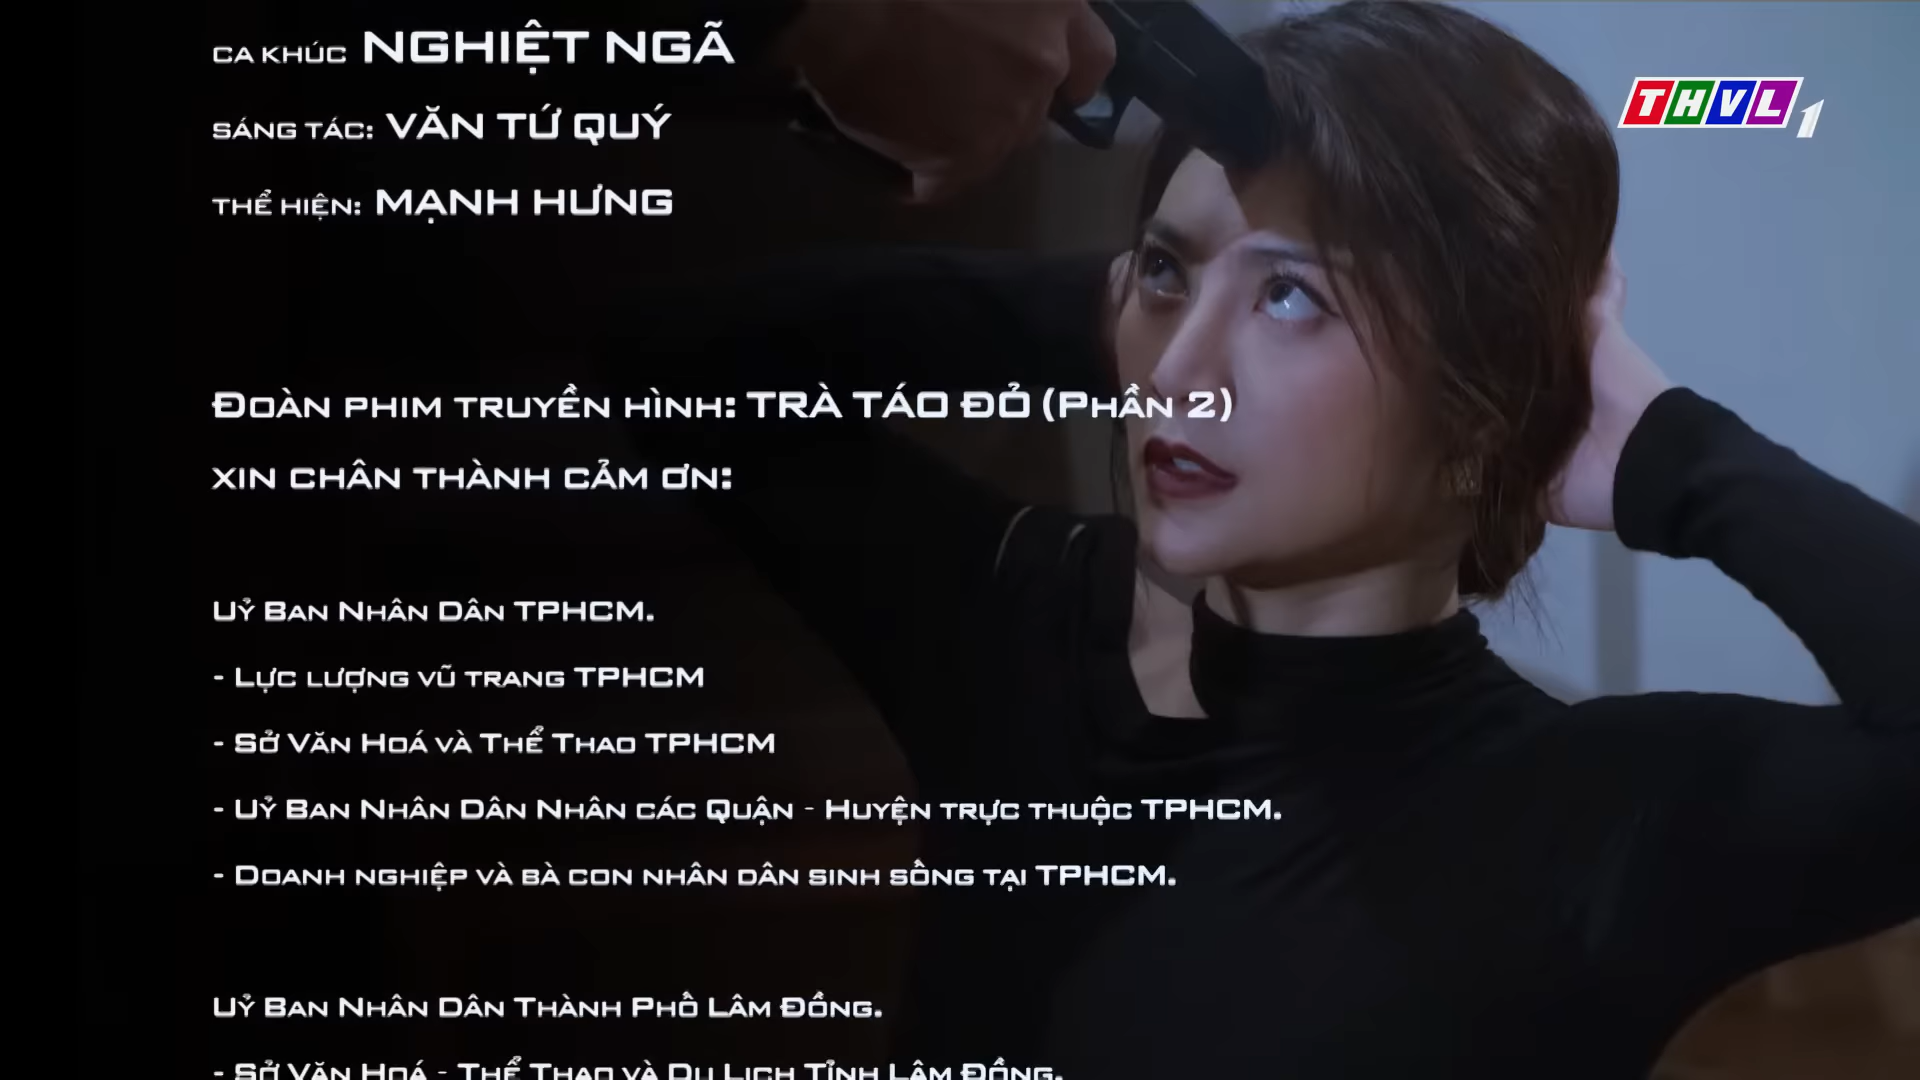 CA KHÚC NGHIỆT NGÃ
SÁNG TÁC: VĂN TỨ QUÝ
THỂ HIỆN: MẠNH HƯNG
THVL 1
ĐOÀN PHIM TRUYỀN HÌNH: TRÀ TÁO ĐỎ (PHẦN 2)
XIN CHÂN THÀNH CẢM ƠN:
UỶ BAN NHÂN DÂN TPHCM.
- LỰC LƯỢNG VŨ TRANG TPHCM
- SỞ VĂN HOÁ VÀ THỂ THAO TPHCM
- UỶ BAN NHÂN DÂN NHÂN CÁC QUẬN - HUYỆN TRỰC THUỘC TPHCM.
- DOANH NGHIỆP VÀ BÀ CON NHÂN DÂN SINH SỐNG TẠI TPHCM.
UỶ BAN NHÂN DÂN THÀNH PHỐ LÂM ĐỒNG.
- SỞ VĂN HOÁ - THỂ THAO VÀ DU LỊCH TỈNH LÂM ĐỒNG.